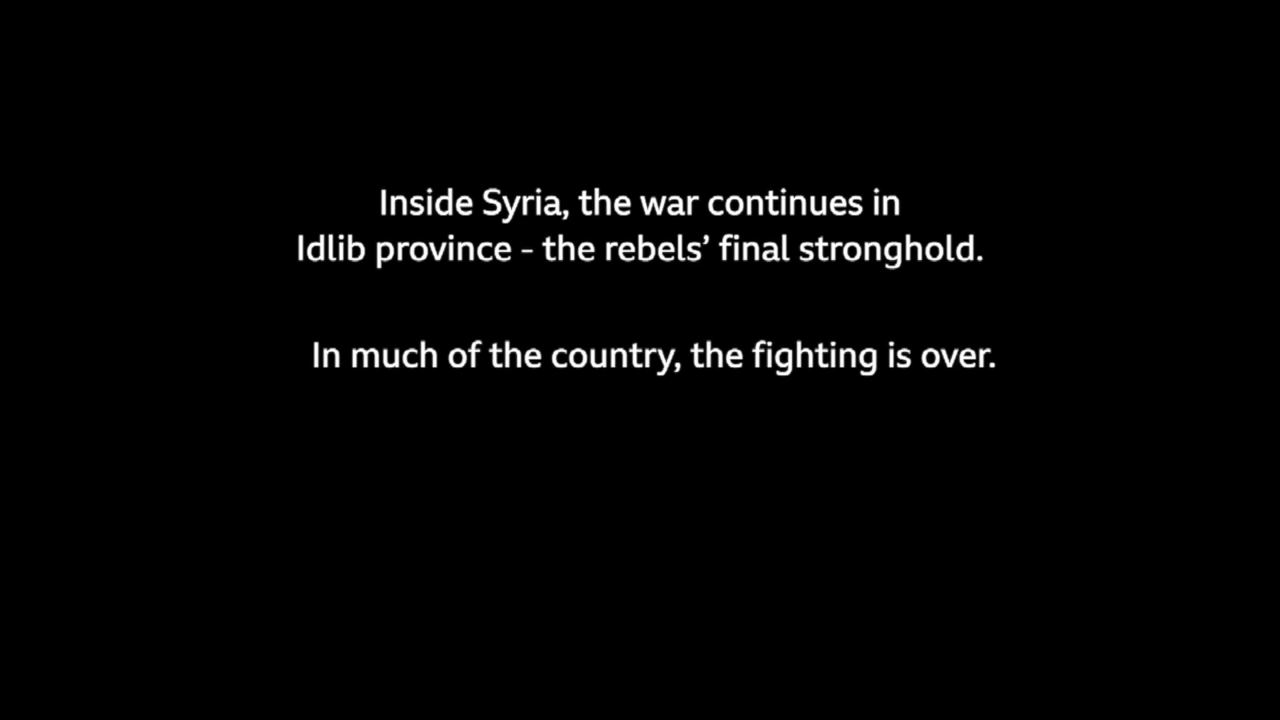 Inside Syria, the war continues in
Idlib province - the rebels’ final stronghold.
In much of the country, the fighting is over.